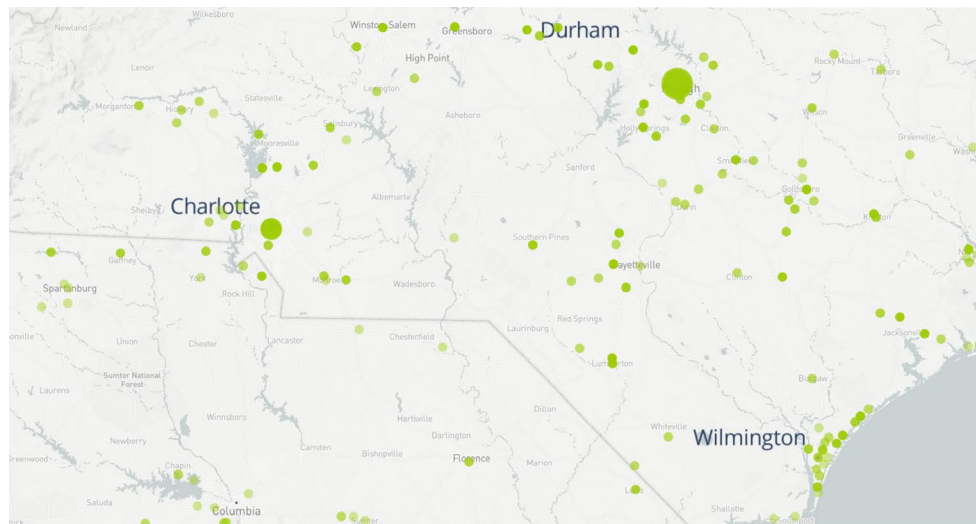 Newland
Wilkesboro
Winston-Salem
Greensboro
Durham
High Point
Rocky Mount
Tarboro
Lenoir
Lexington
Statesville
Morganton
Hickory
Asheboro
Wilson
Salisbury
Holly Springs
Clayton
Greenville
Mooresville
Smithfield
Sanford
Albemarle
Goldsboro
Shelby
Charlotte
Dunn
Kinston
Southern Pines
Gaffney
Fayetteville
York
Monroe
Clinton
Wadesboro
Spartanburg
Rock Hill
Red Springs
Laurinburg
Jacksonville
Union
Chester
Lancaster
Chesterfield
Lumberton
Sumter National
Forest
Burgaw
Laurens
Winnsboro
Hartsville
Dillon
Whiteville
Wilmington
Newberry
Camden
Darlington
Bishopville
Greenwood
Florence
Marion
Chapin
Saluda
Columbia
Shallotte
Sumter